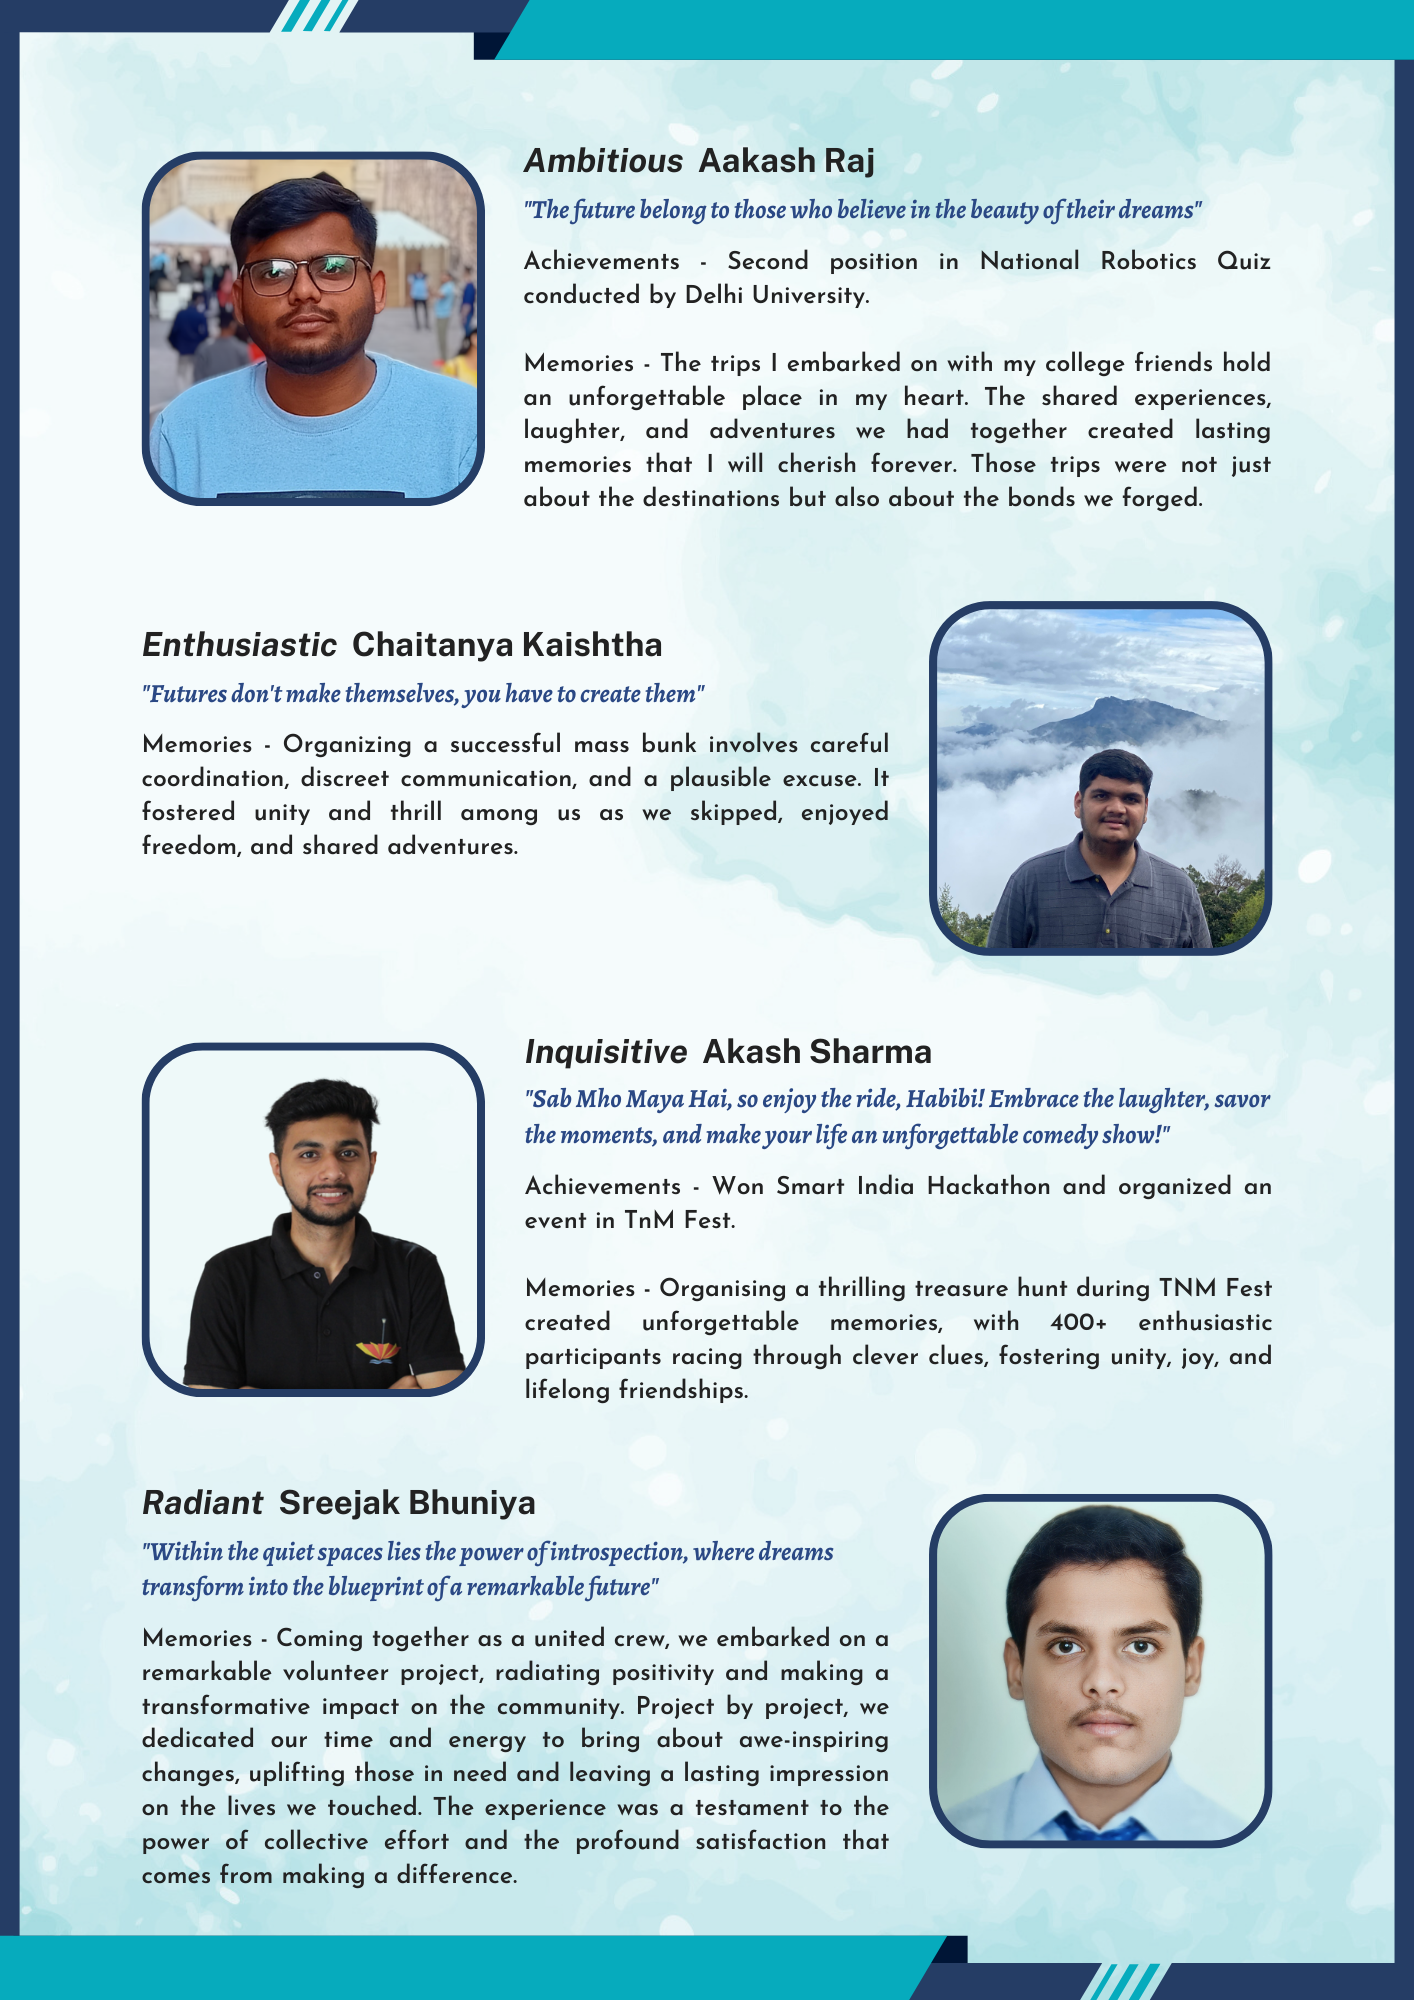 Ambitious Aakash Raj
"The future belong to those who believe in the beauty of their dreams"
Achievements - Second position in National Robotics Quiz
conducted by Delhi University.
Memories - The trips I embarked on with my college friends hold
an unforgettable place in my heart. The shared experiences,
laughter, and adventures we had together created lasting
memories that I will cherish forever. Those trips were not just
about the destinations but also about the bonds we forged.
Enthusiastic Chaitanya Kaishtha
"Futures don't make themselves, you have to create them"
Memories - Organizing a successful mass bunk involves careful
coordination, discreet communication, and a plausible excuse. It
fostered unity and thrill among us as we skipped, enjoyed
freedom, and shared adventures.
Inquisitive Akash Sharma
"Sab Mho Maya Hai, so enjoy the ride, Habibi! Embrace the laughter, savor
the moments, and make your life an unforgettable comedy show!"
Achievements - Won Smart India Hackathon and organized an
event in TnM Fest.
Memories - Organising a thrilling treasure hunt during TNM Fest
created unforgettable memories, with 400+ enthusiastic
participants racing through clever clues, fostering unity, joy, and
lifelong friendships.
Radiant Sreejak Bhuniya
"Within the quiet spaces lies the power of introspection, where dreams
transform into the blueprint of a remarkable future"
Memories - Coming together as a united crew, we embarked on a
remarkable volunteer project, radiating positivity and making a
transformative impact on the community. Project by project, we
dedicated our time and energy to bring about awe-inspiring
changes, uplifting those in need and leaving a lasting impression
on the lives we touched. The experience was a testament to the
power of collective effort and the profound satisfaction that
comes from making a difference.